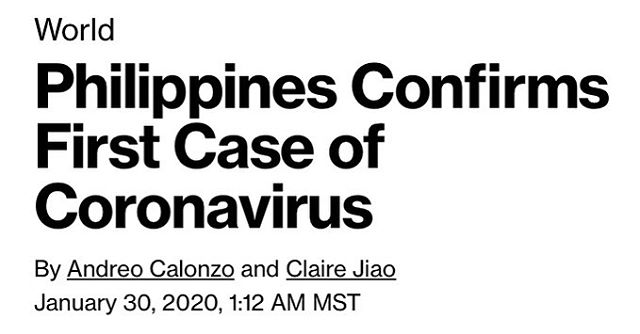 World
Philippines Confirms
First Case of
Coronavirus
By Andreo Calonzo and Claire Jiao
January 30, 2020, 1:12 AM MST